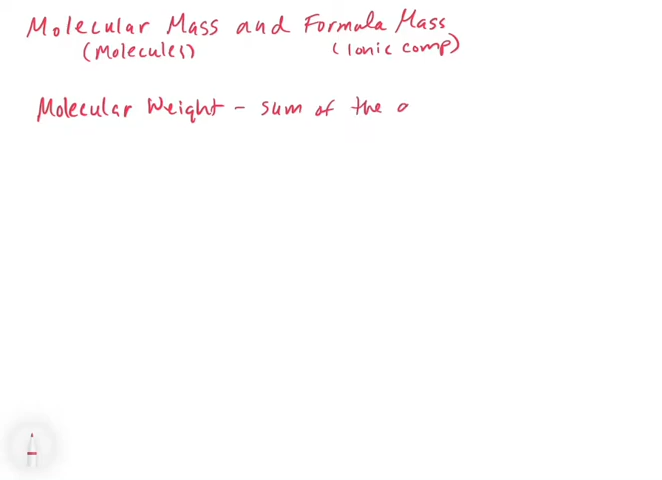 Molecular Mass and Formula Mass
(Molecules) (Ionic comp)
Molecular Weight - sum of the